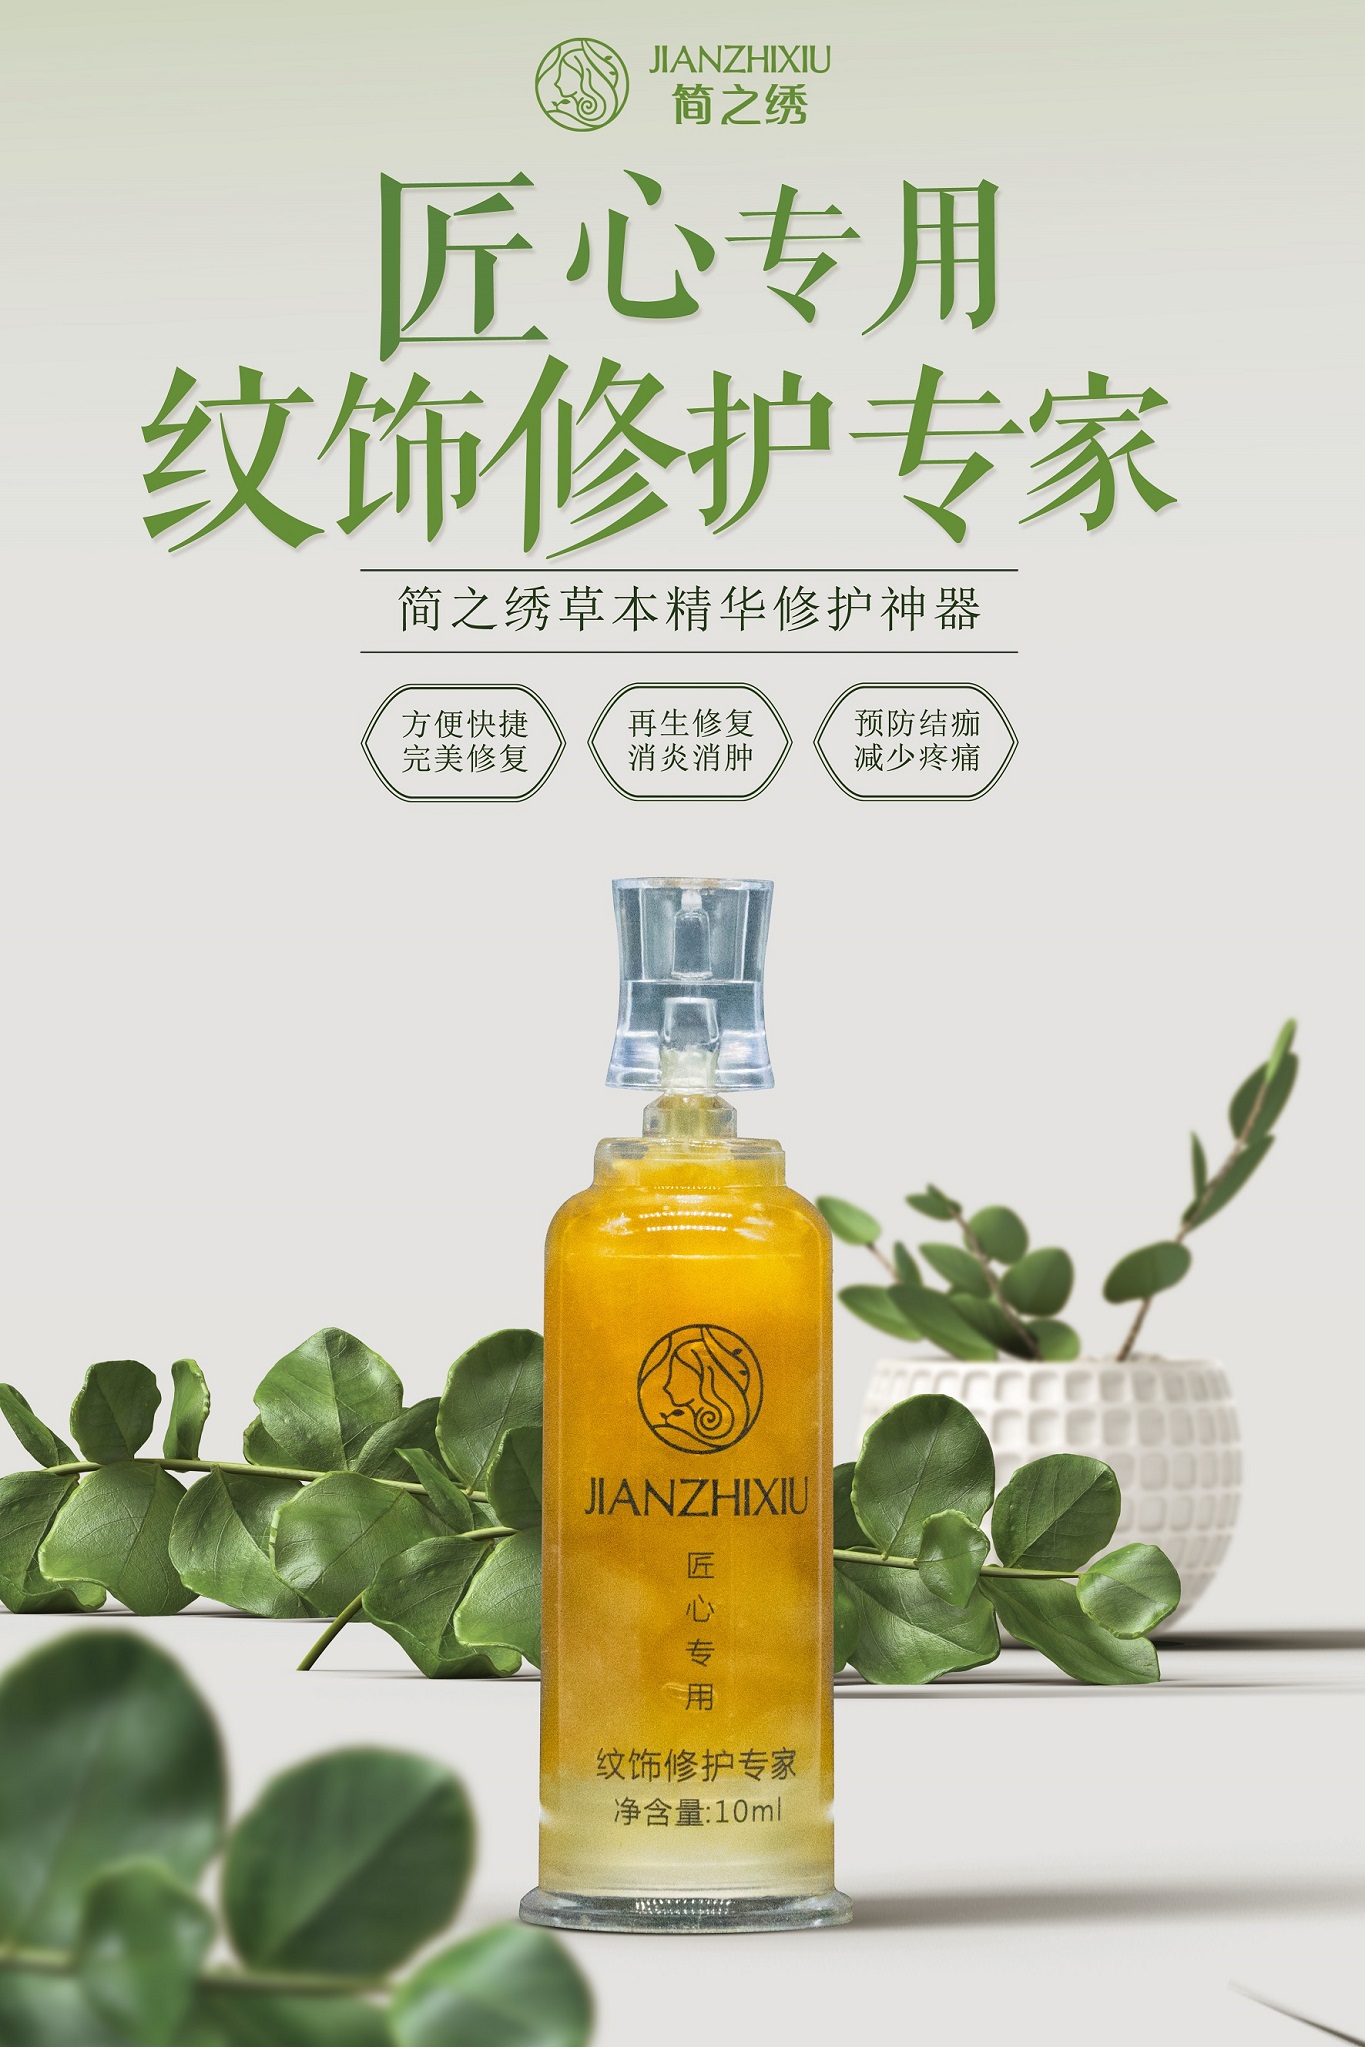 JIANZHIXIU
简之绣
匠心专用
纹饰修护专家
简之绣草本精华修护神器
方便快捷
完美修复
再生修复
消炎消肿
预防结痂
减少疼痛
JIANZHIXIU
匠
心
专
用
纹饰修护专家
净含量:10ml